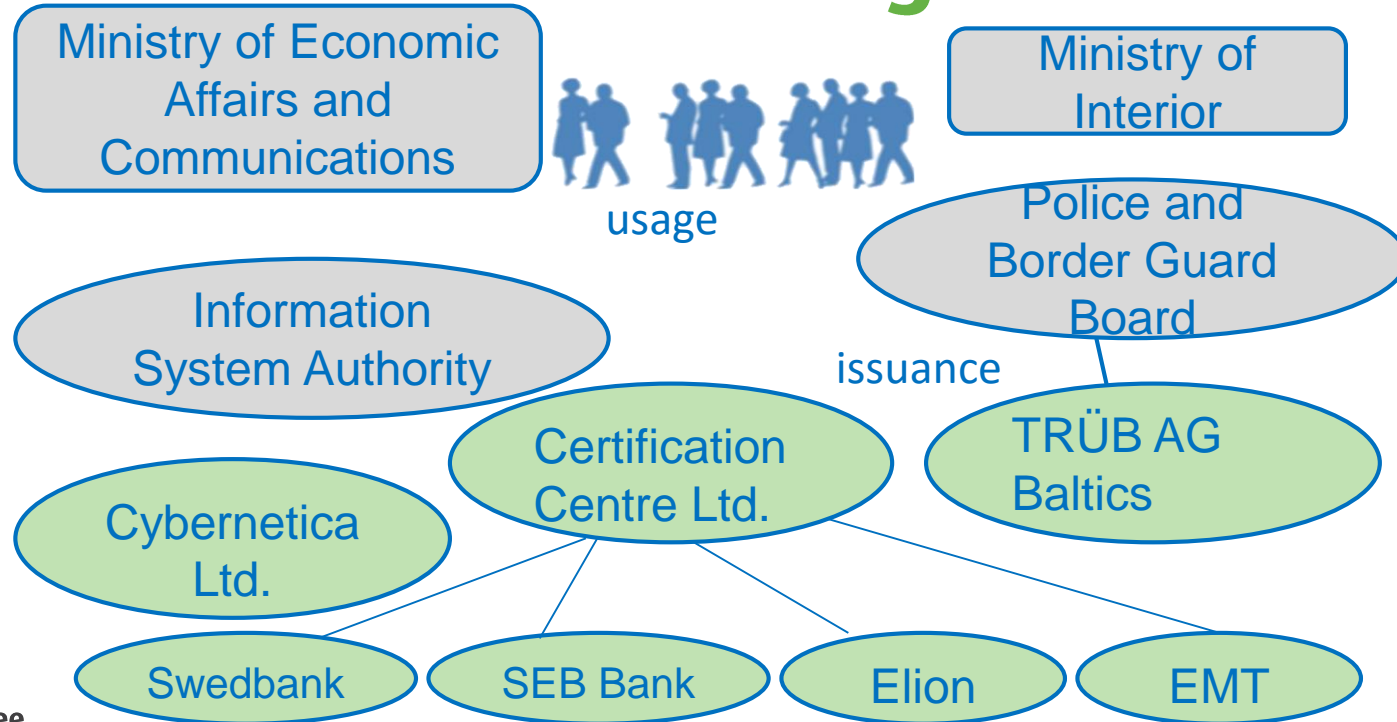 Ministry of Economic
Affairs and
Communications
Ministry of
Interior
usage
Police and
Border Guard
Board
Information
System Authority
issuance
Certification
Centre Ltd.
TRÜB AG
Baltics
Cybernetica
Ltd.
Swedbank
SEB Bank
Elion
EMT